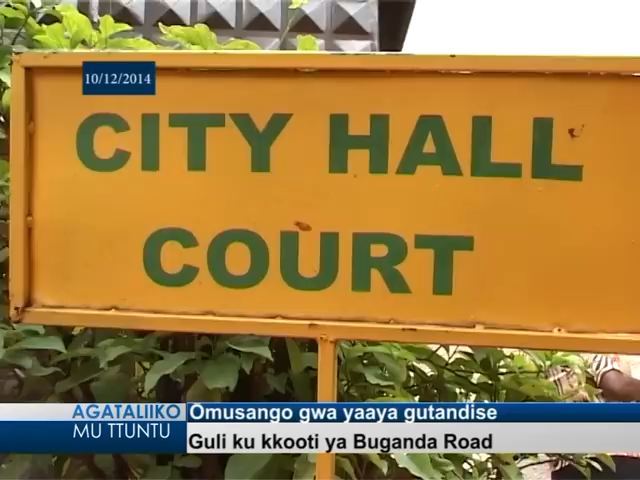 10/12/2014
CITY HALL
COURT
AGATALIIKO
MU TTUNTU
Omusango gwa yaaya gutandise
Guli ku kkooti ya Buganda Road